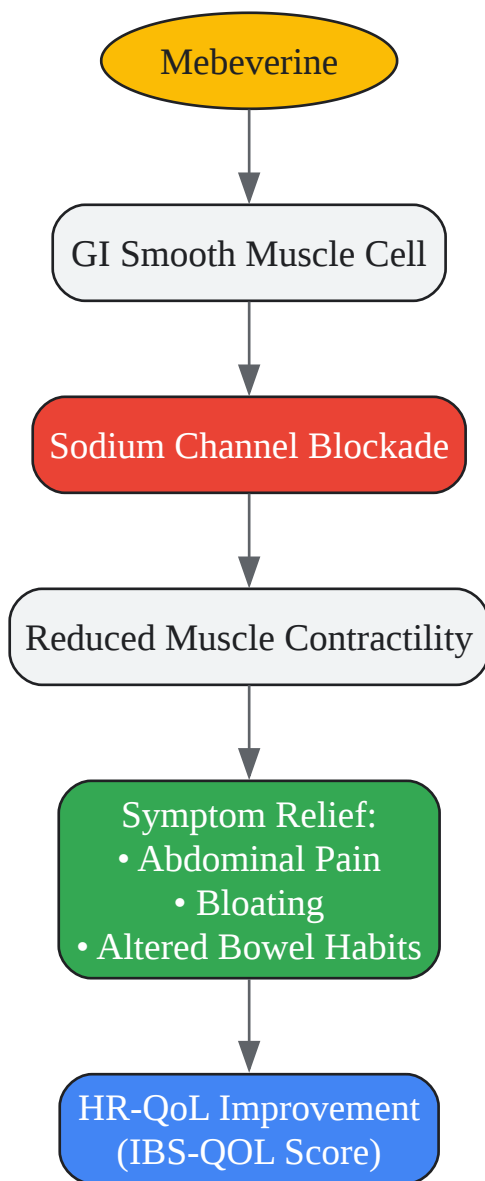 Mebeverine
GI Smooth Muscle Cell
Sodium Channel Blockade
Reduced Muscle Contractility
Symptom Relief:
• Abdominal Pain
• Bloating
• Altered Bowel Habits
HR-QoL Improvement
(IBS-QOL Score)